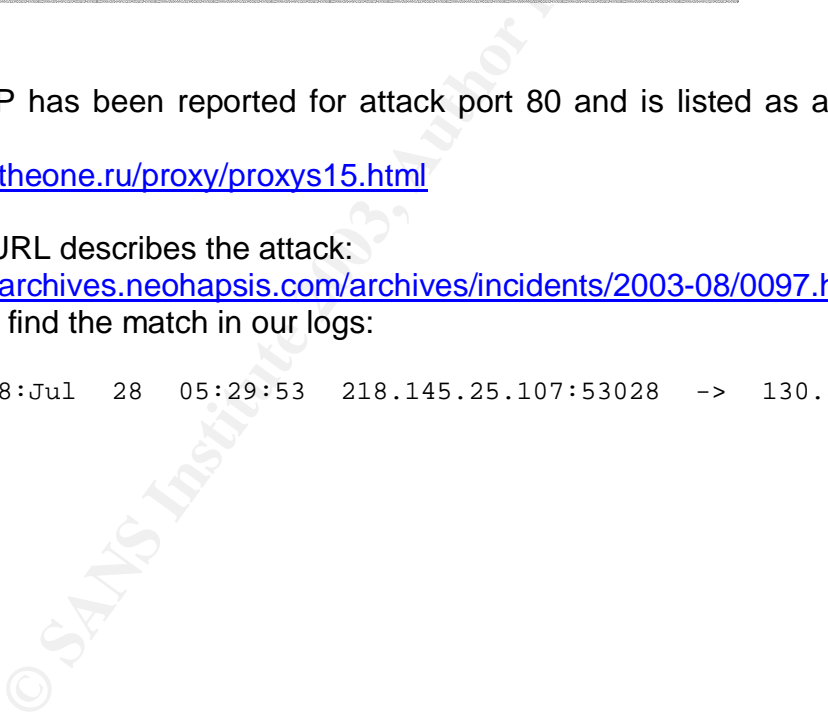 P has been reported for attack port 80 and is listed as a
theone.ru/proxy/proxys15.html
URL describes the attack:
archives.neohapsis.com/archives/incidents/2003-08/0097.h
find the match in our logs:
8:Jul 28 05:29:53 218.145.25.107:53028 -> 130.
© SANS Institute 2003, Author